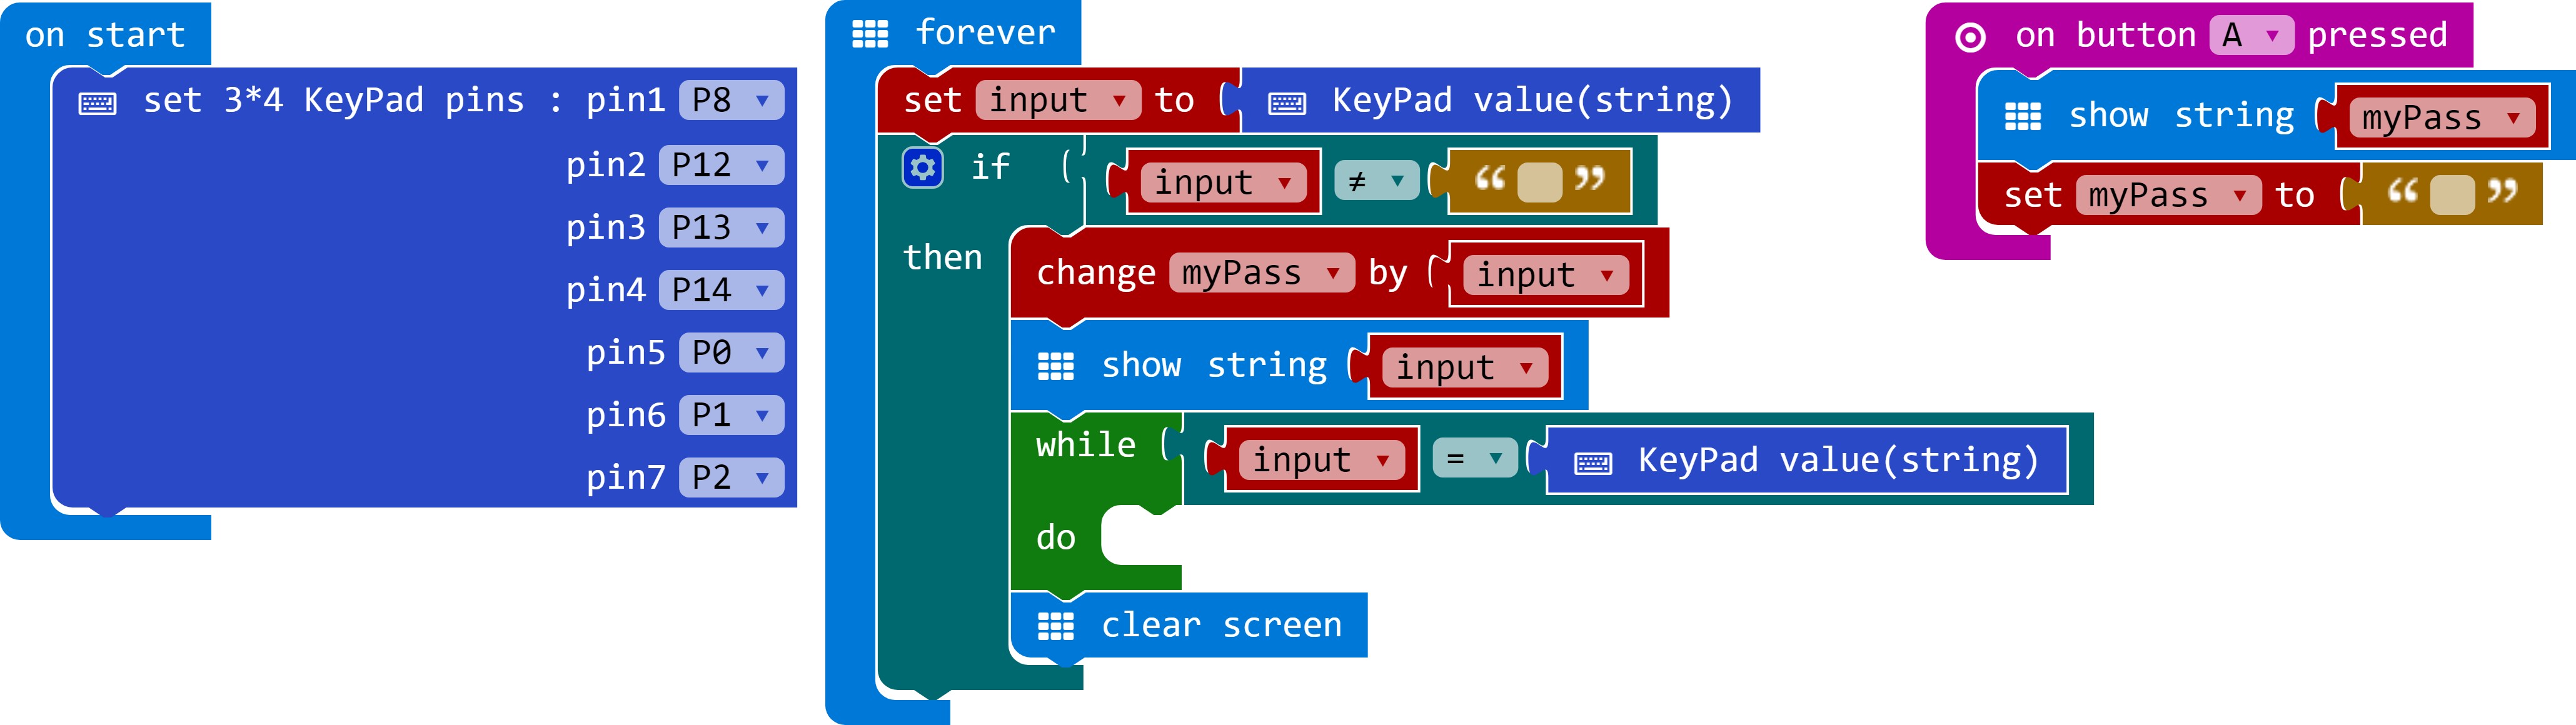 on start
set 3*4 KeyPad pins : pin1 P8
pin2 P12
pin3 P13
pin4 P14
pin5 P0
pin6 P1
pin7 P2
forever
set input to KeyPad value(string)
if input ≠ “ ”
then change myPass by input
show string input
while input = KeyPad value(string)
do
clear screen
on button A pressed
show string myPass
set myPass to “ ”